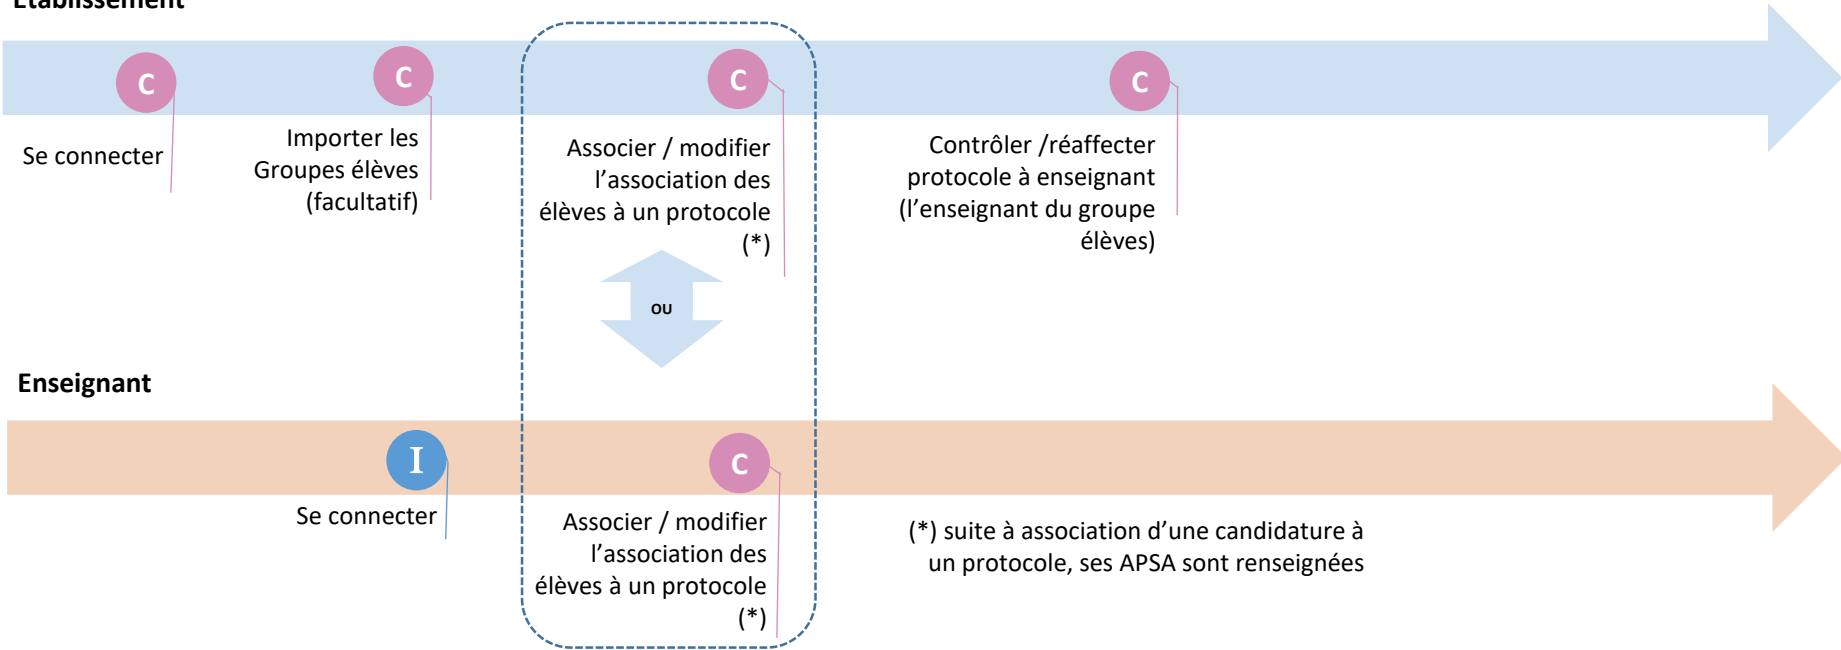 Etablissement
C
C
C
C
Se connecter
Importer les
Groupes élèves
(facultatif)
Associer / modifier
l’association des
élèves à un protocole
(*)
Contrôler /réaffecter
protocole à enseignant
(l’enseignant du groupe
élèves)
OU
Enseignant
I
C
Se connecter
Associer / modifier
l’association des
élèves à un protocole
(*)
(*) suite à association d’une candidature à
un protocole, ses APSA sont renseignées